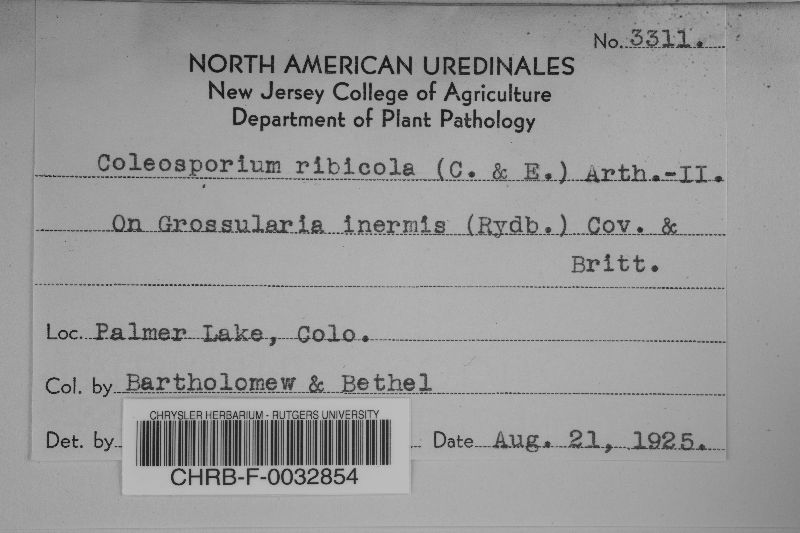 No. 3311.
NORTH AMERICAN UREDINALES
New Jersey College of Agriculture
Department of Plant Pathology
Coleosporium ribicola (C. & E.) Arth.-II.
On Grossularia inermis (Rydb.) Cov. &
Britt.
Loc. Palmer Lake, Colo.
Col. by Bartholomew & Bethel
Det. by
Date Aug. 21, 1925.
CHRYSLER HERBARIUM - RUTGERS UNIVERSITY
CHRB-F-0032854